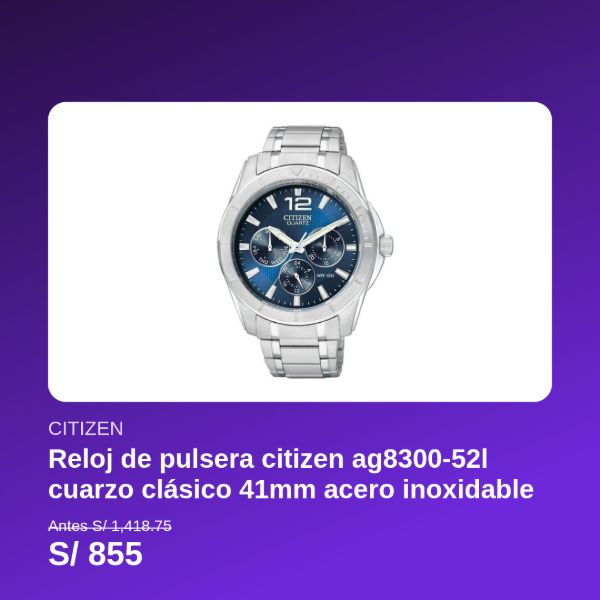 12
CITIZEN
QUARTZ
24
WR 100
CITIZEN
Reloj de pulsera citizen ag8300-52l
cuarzo clásico 41mm acero inoxidable
Antes S/ 1,418.75
S/ 855